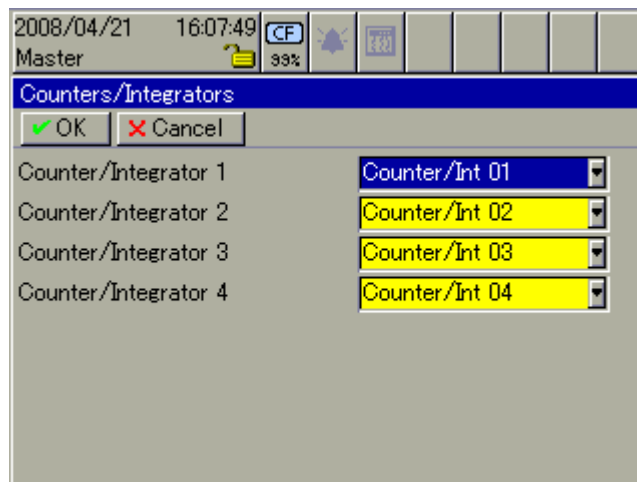 2008/04/21 16:07:49 CF
Master 99%
Counters/Integrators
OK Cancel
Counter/Integrator 1 Counter/Int 01
Counter/Integrator 2 Counter/Int 02
Counter/Integrator 3 Counter/Int 03
Counter/Integrator 4 Counter/Int 04